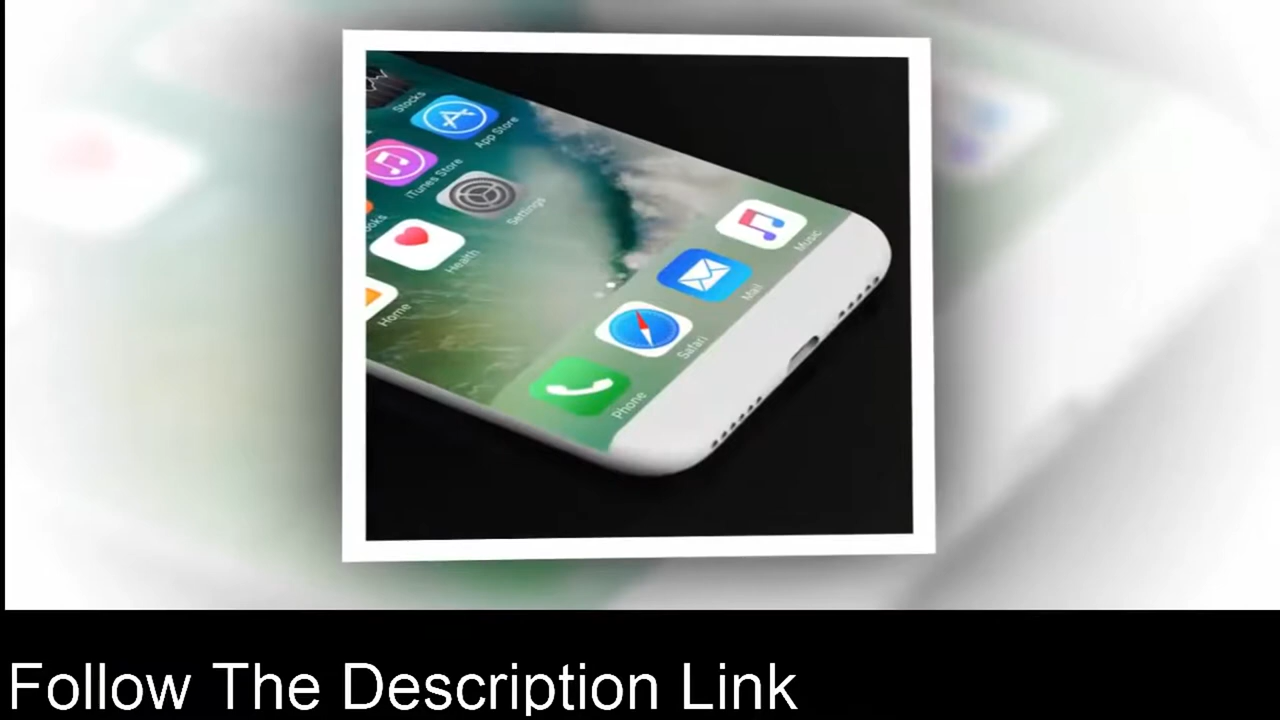 Stocks
App Store
iTunes Store
Settings
Health
Home
Music
Mail
Safari
Phone
Follow The Description Link